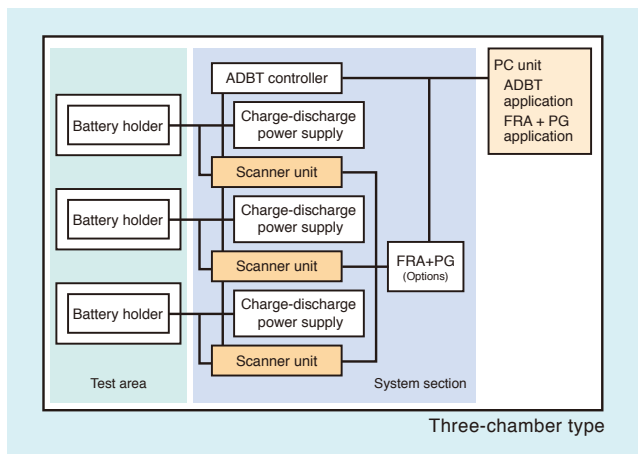 ADBT controller
PC unit
ADBT
application
FRA + PG
application
Battery holder
Charge-discharge
power supply
Scanner unit
Battery holder
Charge-discharge
power supply
Scanner unit
FRA+PG
(Options)
Battery holder
Charge-discharge
power supply
Scanner unit
Test area
System section
Three-chamber type